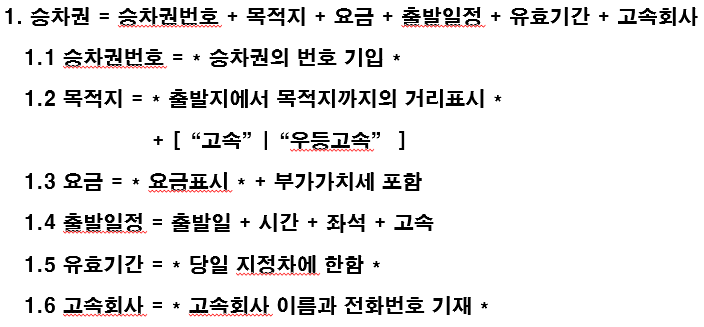 1. 승차권 = 승차권번호 + 목적지 + 요금 + 출발일정 + 유효기간 + 고속회사
1.1 승차권번호 = * 승차권의 번호 기입 *
1.2 목적지 = * 출발지에서 목적지까지의 거리표시 *
+ [ “고속” | “우등고속” ]
1.3 요금 = * 요금표시 * + 부가가치세 포함
1.4 출발일정 = 출발일 + 시간 + 좌석 + 고속
1.5 유효기간 = * 당일 지정차에 한함 *
1.6 고속회사 = * 고속회사 이름과 전화번호 기재 *